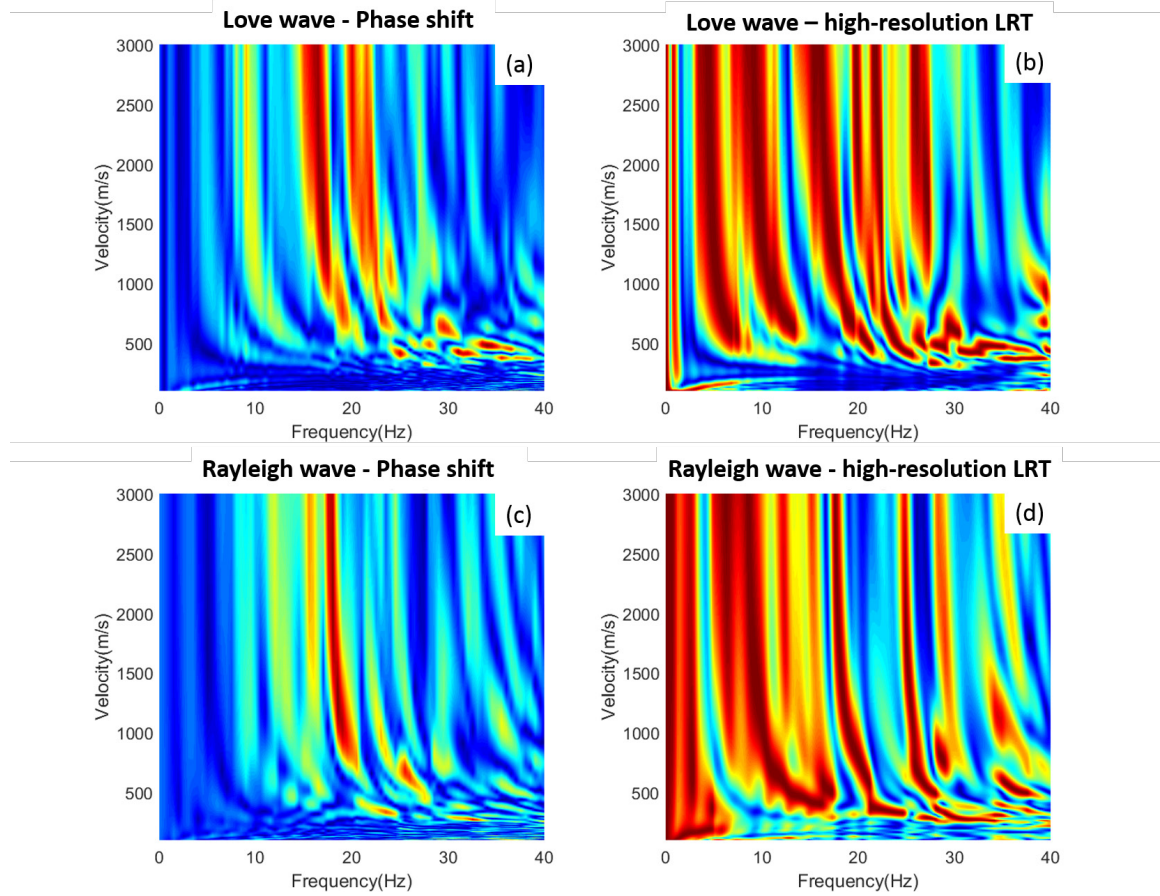 Love wave - Phase shift
(a)
3000
2500
2000
1500
1000
500
Velocity(m/s)
0 10 20 30 40
Frequency(Hz)
Love wave – high-resolution LRT
(b)
3000
2500
2000
1500
1000
500
Velocity(m/s)
0 10 20 30 40
Frequency(Hz)
Rayleigh wave - Phase shift
(c)
3000
2500
2000
1500
1000
500
Velocity(m/s)
0 10 20 30 40
Frequency(Hz)
Rayleigh wave - high-resolution LRT
(d)
3000
2500
2000
1500
1000
500
Velocity(m/s)
0 10 20 30 40
Frequency(Hz)